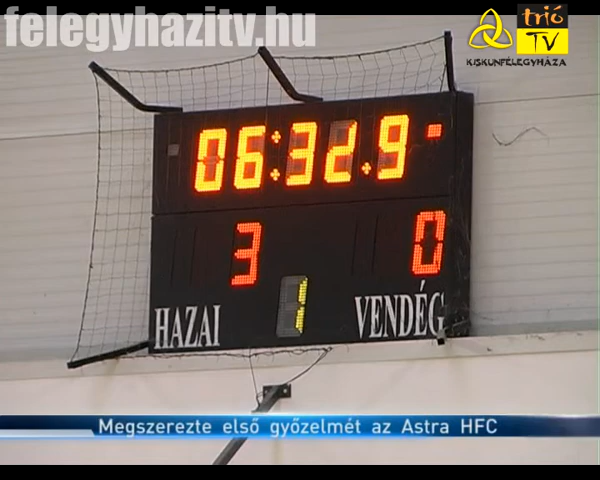 felegyhazitv.hu
trió
TV
KISKUNFÉLEGYHÁZA
06:32.9
3 0
1
HAZAI VENDÉG
Megszerezte első győzelmét az Astra HFC